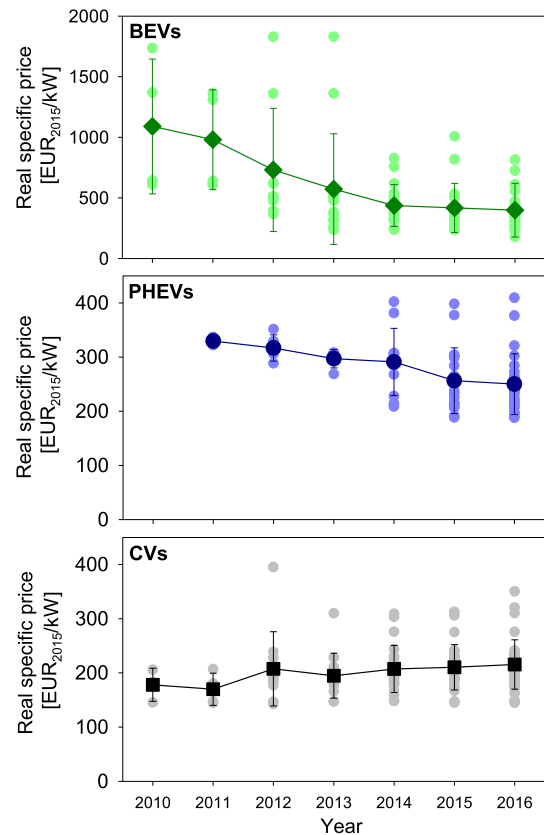 BEVs
Real specific price
[EUR2015/kW]
2000
1500
1000
500
0
PHEVs
Real specific price
[EUR2015/kW]
400
300
200
100
0
CVs
Real specific price
[EUR2015/kW]
400
300
200
100
0
2010 2011 2012 2013 2014 2015 2016
Year